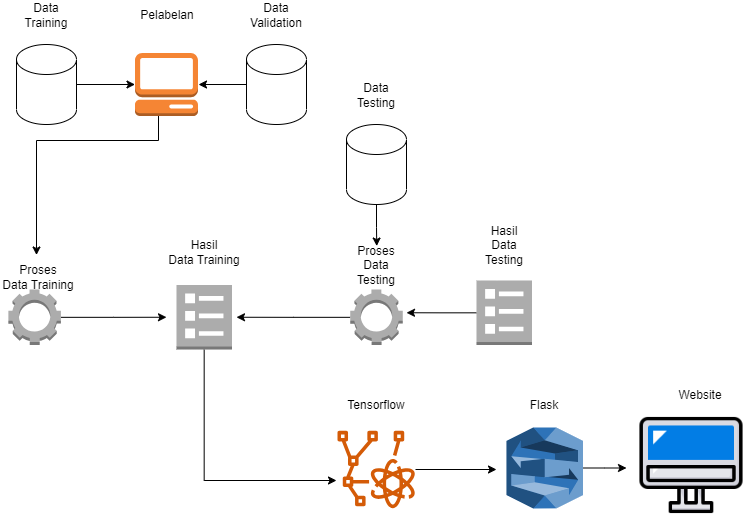 Data
Training
Pelabelan
Data
Validation
Data
Testing
Hasil
Data
Testing
Hasil
Data Training
Proses
Data
Testing
Proses
Data Training
Tensorflow
Flask
Website